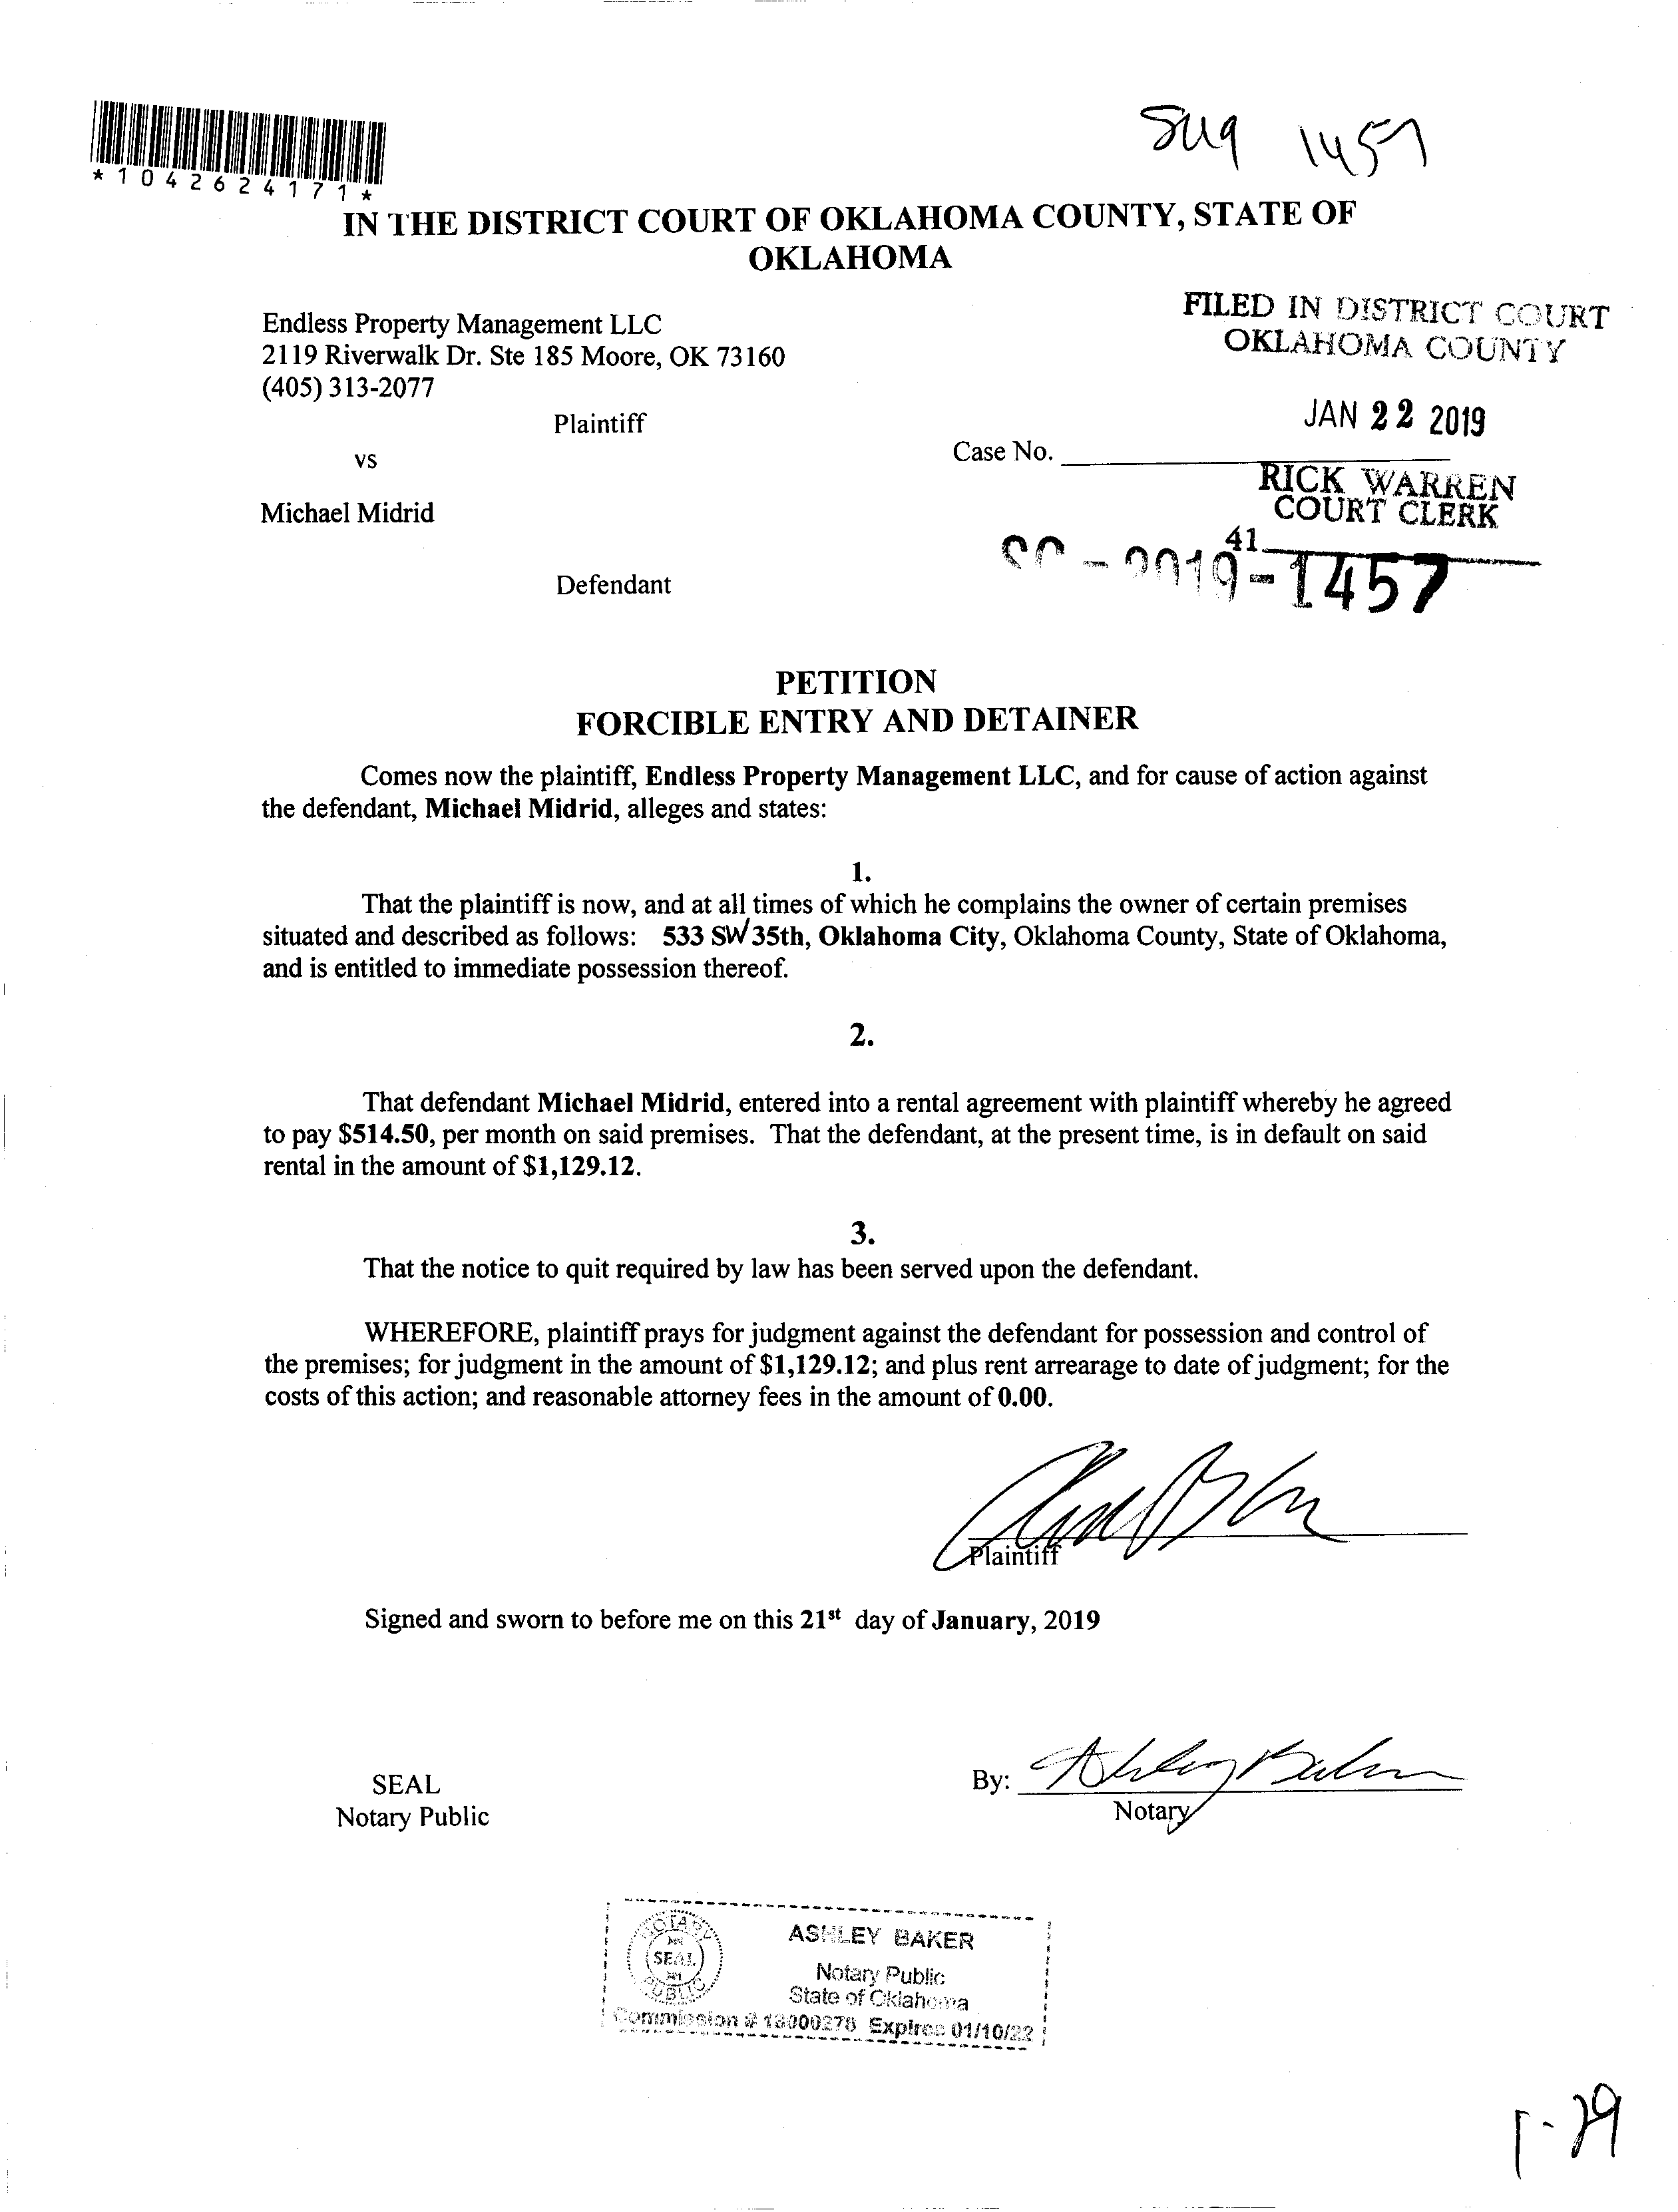 1457
*1042624171*
IN THE DISTRICT COURT OF OKLAHOMA COUNTY, STATE OF
OKLAHOMA
Endless Property Management LLC
2119 Riverwalk Dr. Ste 185 Moore, OK 73160
(405) 313-2077
Plaintiff
vs
Michael Midrid
Defendant
FILED IN DISTRICT COURT
OKLAHOMA COUNTY
JAN 22 2019
Case No.
RICK WARREN
COURT CLERK
41
SC - 2019 - 1457
PETITION
FORCIBLE ENTRY AND DETAINER
Comes now the plaintiff, Endless Property Management LLC, and for cause of action against
the defendant, Michael Midrid, alleges and states:
1.
That the plaintiff is now, and at all times of which he complains the owner of certain premises
situated and described as follows: 533 SW 35th, Oklahoma City, Oklahoma County, State of Oklahoma,
and is entitled to immediate possession thereof.
2.
That defendant Michael Midrid, entered into a rental agreement with plaintiff whereby he agreed
to pay $514.50, per month on said premises. That the defendant, at the present time, is in default on said
rental in the amount of $1,129.12.
3.
That the notice to quit required by law has been served upon the defendant.
WHEREFORE, plaintiff prays for judgment against the defendant for possession and control of
the premises; for judgment in the amount of $1,129.12; and plus rent arrearage to date of judgment; for the
costs of this action; and reasonable attorney fees in the amount of 0.00.
Plaintiff
Signed and sworn to before me on this 21st day of January, 2019
By: Ashley Baker
SEAL
Notary Public
Notary
NOTARY
SEAL
PUBLIC
ASHLEY BAKER
Notary Public
State of Oklahoma
Commission # 13000278 Expires 01/10/22
1-29